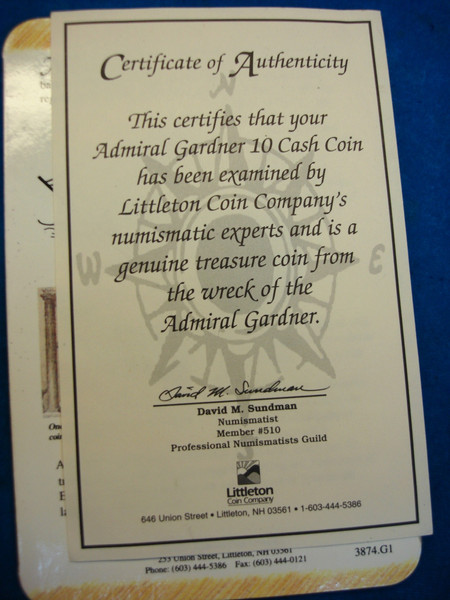 Certificate of Authenticity
This certifies that your
Admiral Gardner 10 Cash Coin
has been examined by
Littleton Coin Company's
numismatic experts and is a
genuine treasure coin from
the wreck of the
Admiral Gardner.
N
W
E
S
David M. Sundman
David M. Sundman
Numismatist
Member #510
Professional Numismatists Guild
Littleton
Coin Company
646 Union Street • Littleton, NH 03561 • 1-603-444-5386
253 Union Street, Littleton, NH 03561
Phone: (603) 444-5386 Fax: (603) 444-0121
3874.G1